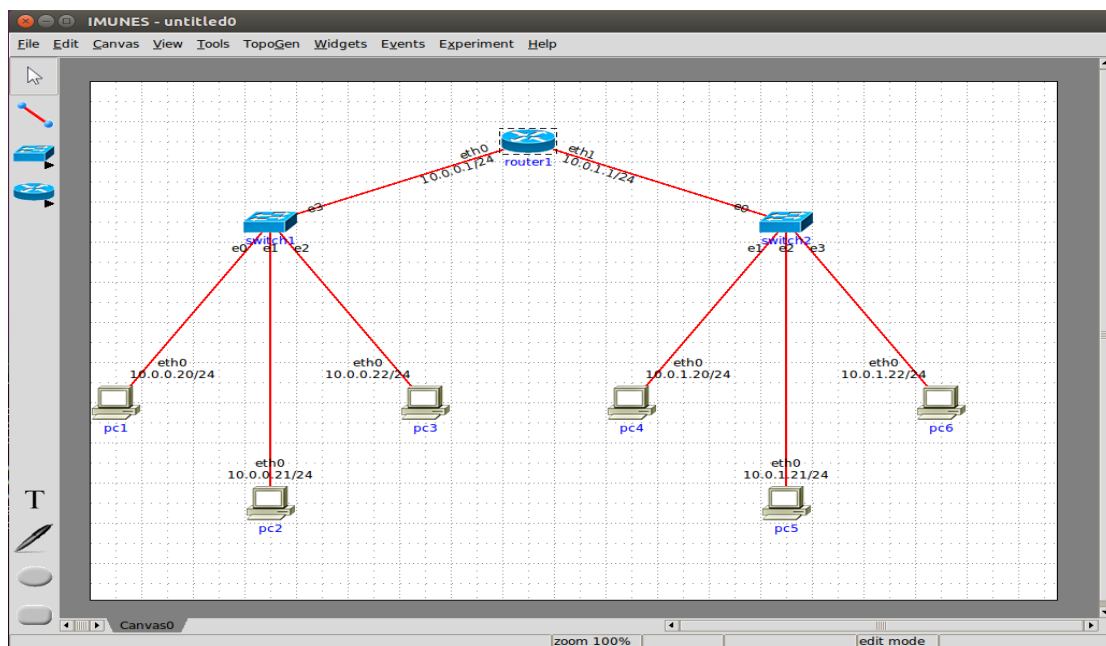 IMUNES - untitled0
File Edit Canvas View Tools TopoGen Widgets Events Experiment Help
eth0
10.0.0.1/24
router1
eth1
10.0.1.1/24
e3
switch1
e0 e1 e2
e0
switch2
e1 e2 e3
eth0
10.0.0.20/24
pc1
eth0
10.0.0.22/24
pc3
eth0
10.0.1.20/24
pc4
eth0
10.0.1.22/24
pc6
eth0
10.0.0.21/24
pc2
eth0
10.0.1.21/24
pc5
T
Canvas0
zoom 100% edit mode